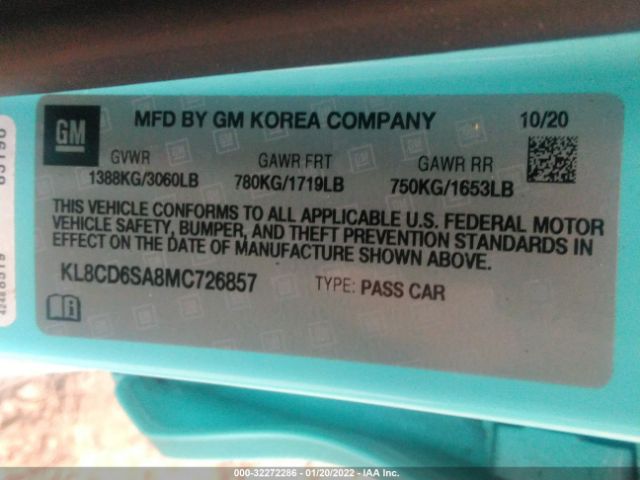 GM
MFD BY GM KOREA COMPANY 10/20
GVWR GAWR FRT GAWR RR
1388KG/3060LB 780KG/1719LB 750KG/1653LB
THIS VEHICLE CONFORMS TO ALL APPLICABLE U.S. FEDERAL MOTOR
VEHICLE SAFETY, BUMPER, AND THEFT PREVENTION STANDARDS IN
EFFECT ON THE DATE OF MANUFACTURE SHOWN ABOVE.
KL8CD6SA8MC726857 TYPE: PASS CAR
000-32272286 - 01/20/2022 - IAA Inc.